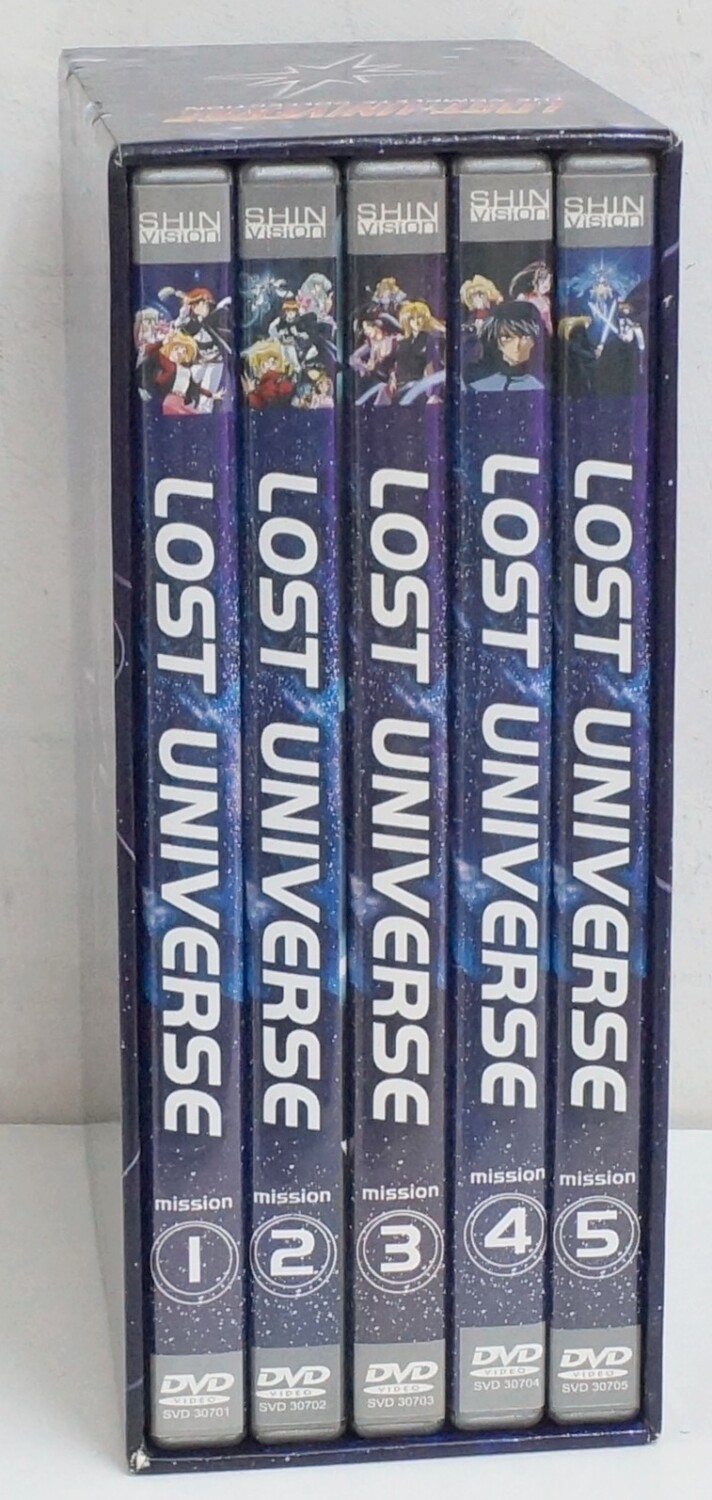 LOST UNIVERSE
SHIN
VISION
LOST UNIVERSE
mission
1
DVD
VIDEO
SVD 30701
SHIN
VISION
LOST UNIVERSE
mission
2
DVD
VIDEO
SVD 30702
SHIN
VISION
LOST UNIVERSE
mission
3
DVD
VIDEO
SVD 30703
SHIN
VISION
LOST UNIVERSE
mission
4
DVD
VIDEO
SVD 30704
SHIN
VISION
LOST UNIVERSE
mission
5
DVD
VIDEO
SVD 30705